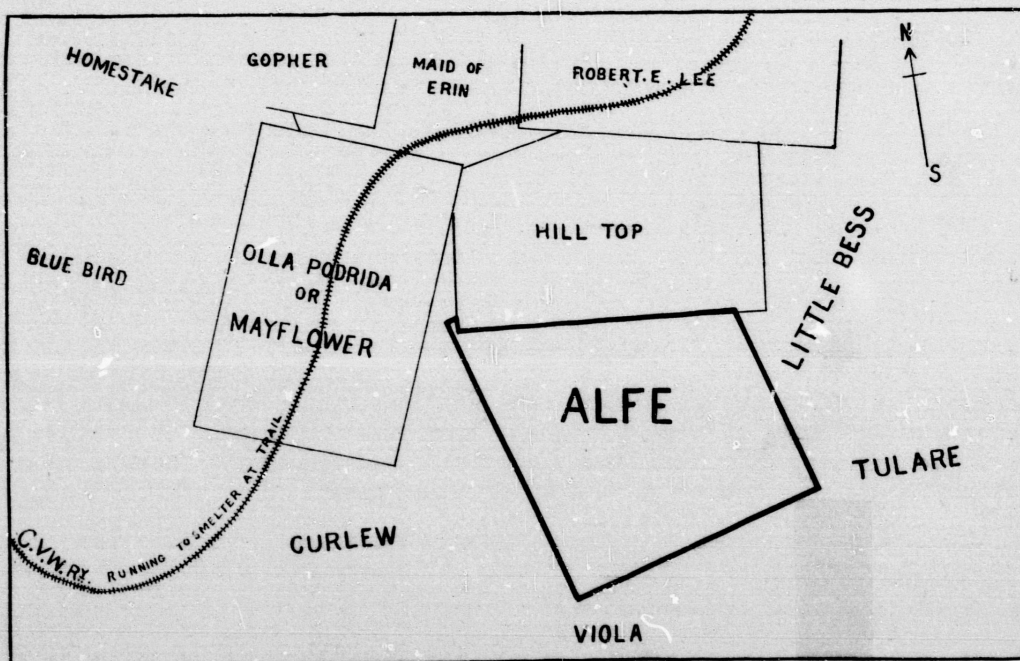 HOMESTAKE
GOPHER
MAID OF
ERIN
ROBERT. E. LEE
N
S
BLUE BIRD
OLLA PODRIDA
OR
MAYFLOWER
HILL TOP
LITTLE BESS
ALFE
TULARE
CURLEW
C.V.W.RY. RUNNING TO SMELTER AT TRAIL
VIOLA